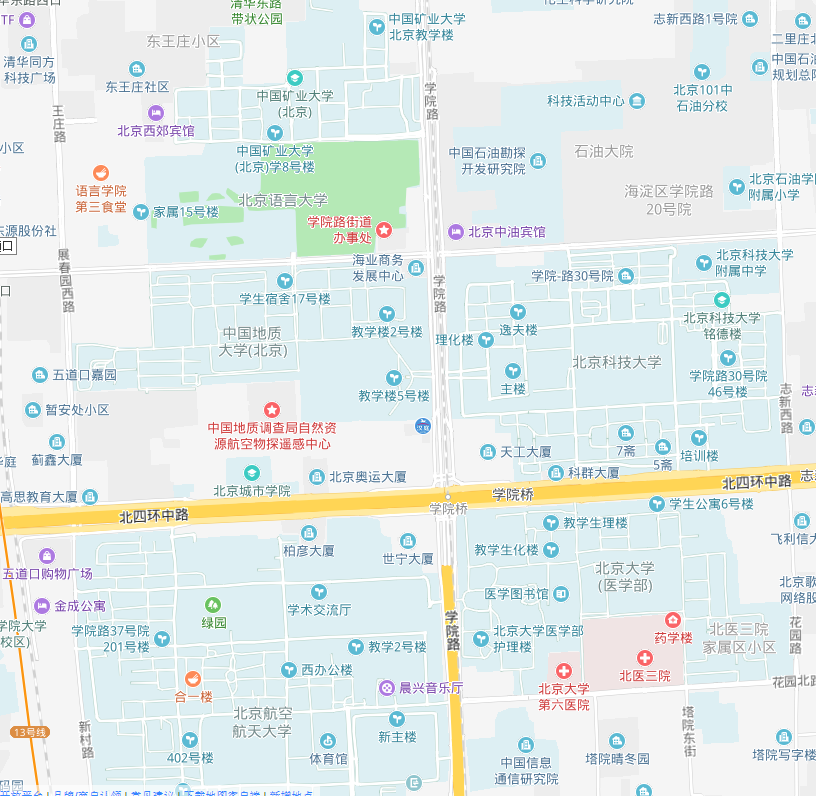 清华东路
带状公园
中国矿业大学
北京教学楼
志新西路1号院
TF
清华同方
科技广场
东王庄小区
二里庄北
中国石油
规划总院
东王庄社区
中国矿业大学
(北京)
学院路
北京101中
石油分校
科技活动中心
王庄路
北京西郊宾馆
小区
中国矿业大学
(北京)学8号楼
中国石油勘探
开发研究院
石油大院
语言学院
第三食堂
北京语言大学
海淀区学院路
20号院
北京石油学院
附属小学
家属15号楼
学院路街道
办事处
北京中油宾馆
东源股份社
展春园西路
海业商务
发展中心
学院-路30号院
北京科技大学
附属中学
学生宿舍17号楼
学院路
口
教学楼2号楼
理化楼
逸夫楼
北京科技大学
铭德楼
中国地质
大学(北京)
北京科技大学
五道口嘉园
教学楼5号楼
主楼
学院路30号院
46号楼
志新西路
暂安处小区
中国地质调查局自然资
源航空物探遥感中心
汉庭
蓟鑫大厦
华庭
天工大厦
7斋
5斋
培训楼
北京城市学院
北京奥运大厦
科群大厦
高思教育大厦
北四环中路
学院桥
学院桥
北四环中路
学生公寓6号楼
教学生理楼
飞利信大
柏彦大厦
世宁大厦
教学生化楼
五道口购物广场
北京大学
(医学部)
金成公寓
绿园
学术交流厅
医学图书馆
北京歌
网络股
学院大学
校区)
学院路37号院
201号楼
学院路
教学2号楼
北京大学医学部
护理楼
药学楼
北医三院
家属区小区
花园路
西办公楼
北医三院
合一楼
晨兴音乐厅
北京大学
第六医院
花园北路
13号线
新村路
北京航空
航天大学
新主楼
塔院东街
402号楼
体育馆
中国信息
通信研究院
塔院晴冬园
塔院写字楼